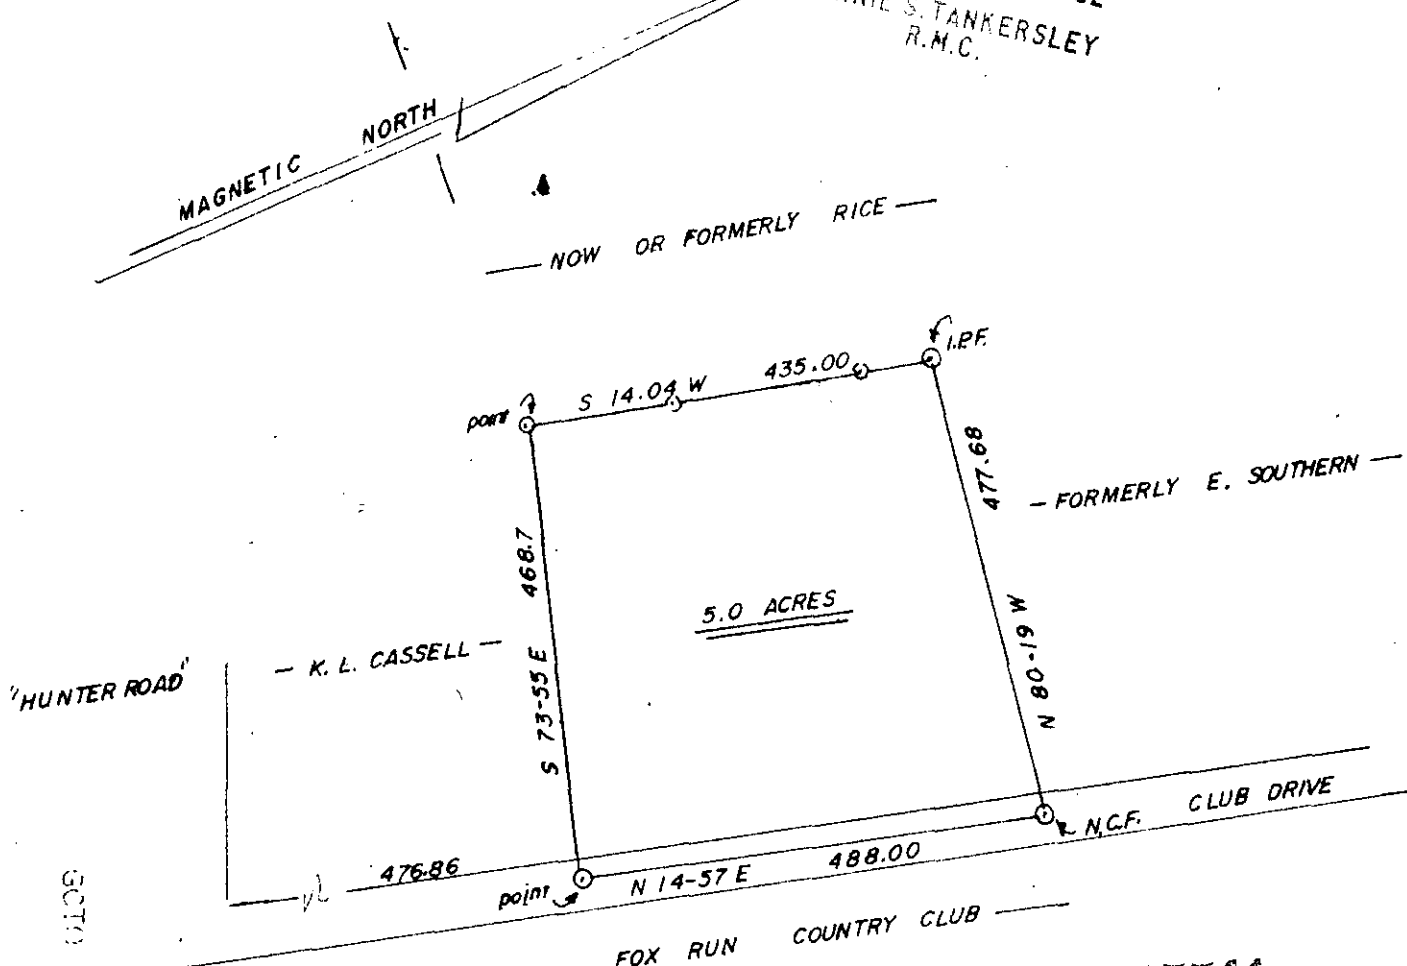 S. TANKERSLEY
R.M.C.
MAGNETIC NORTH
— NOW OR FORMERLY RICE —
I.P.F.
S 14.04 W 435.00
point
477.68
— FORMERLY E. SOUTHERN —
468.7
5.0 ACRES
N 80-19 W
— K. L. CASSELL —
"HUNTER ROAD"
S 73-55 E
CLUB DRIVE
N.C.F.
476.86
488.00
point
N 14-57 E
FOX RUN COUNTRY CLUB —